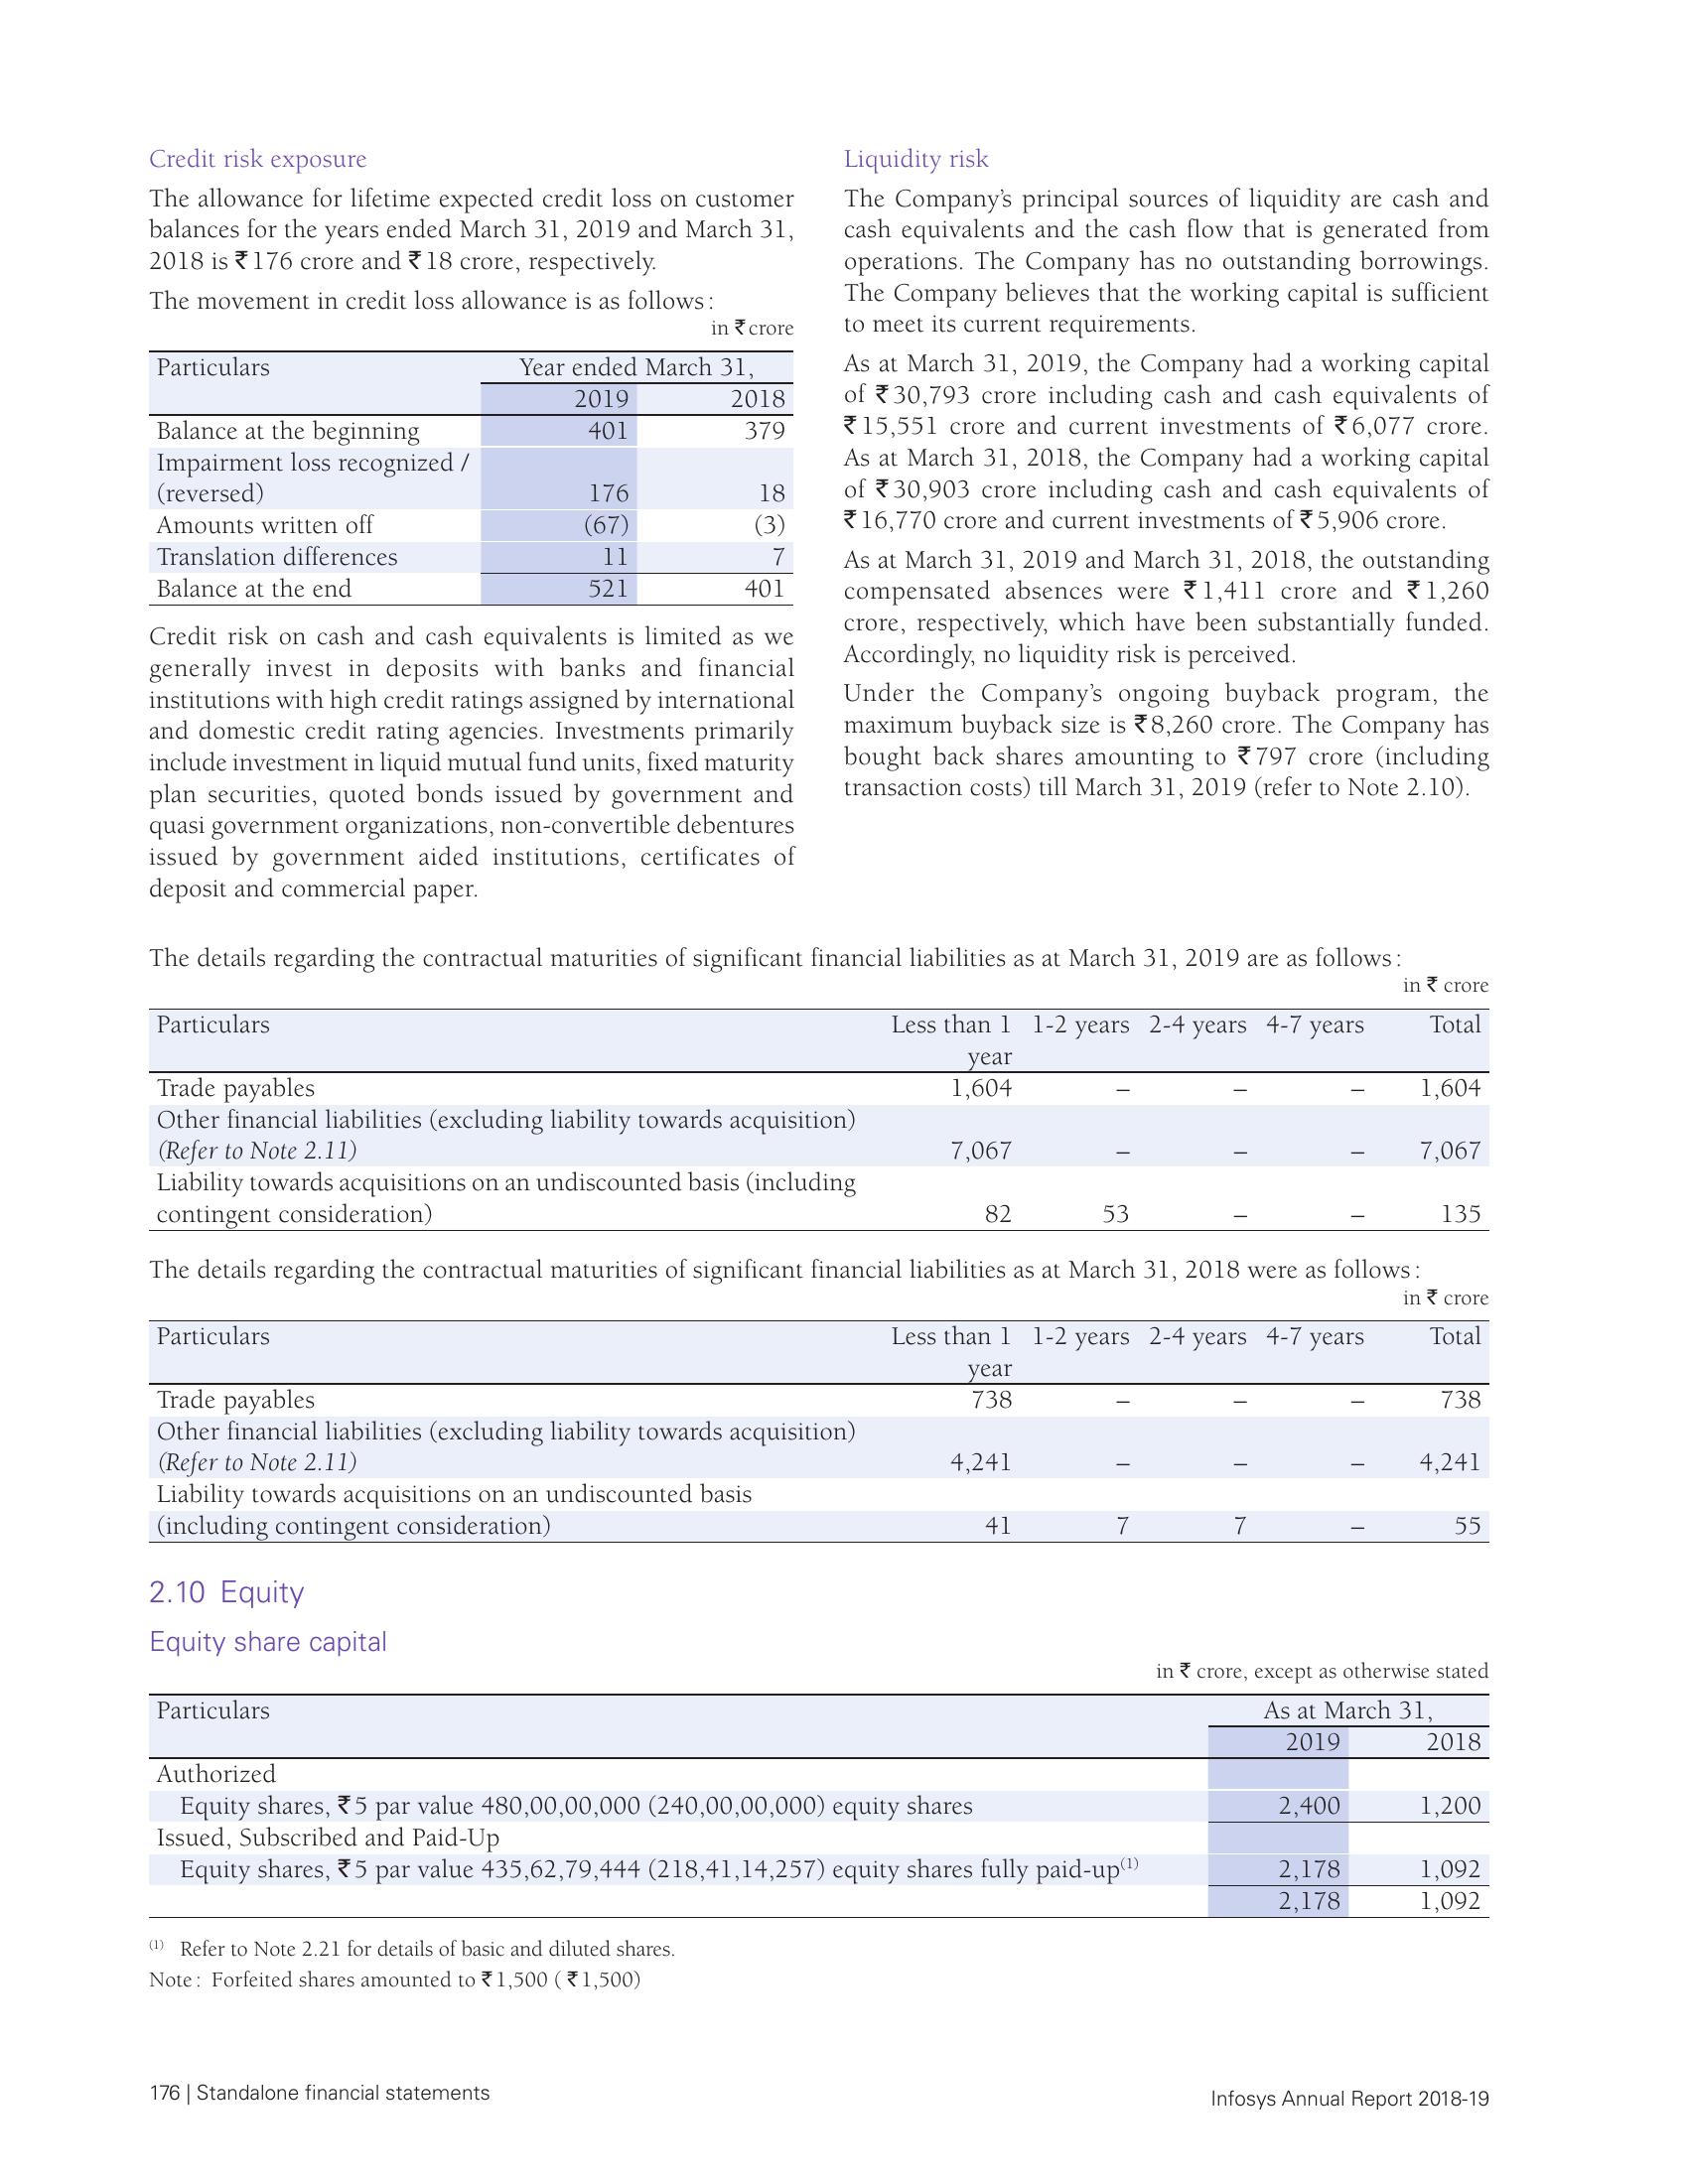 Credit risk exposure
The allowance for lifetime expected credit loss on customer
balances for the years ended March 31, 2019 and March 31,
2018 is ₹ 176 crore and ₹ 18 crore, respectively.
The movement in credit loss allowance is as follows :
in ₹ crore
Particulars Year ended March 31,
2019 2018
Balance at the beginning 401 379
Impairment loss recognized /
(reversed) 176 18
Amounts written off (67) (3)
Translation differences 11 7
Balance at the end 521 401
Credit risk on cash and cash equivalents is limited as we
generally invest in deposits with banks and financial
institutions with high credit ratings assigned by international
and domestic credit rating agencies. Investments primarily
include investment in liquid mutual fund units, fixed maturity
plan securities, quoted bonds issued by government and
quasi government organizations, non-convertible debentures
issued by government aided institutions, certificates of
deposit and commercial paper.
Liquidity risk
The Company’s principal sources of liquidity are cash and
cash equivalents and the cash flow that is generated from
operations. The Company has no outstanding borrowings.
The Company believes that the working capital is sufficient
to meet its current requirements.
As at March 31, 2019, the Company had a working capital
of ₹ 30,793 crore including cash and cash equivalents of
₹ 15,551 crore and current investments of ₹ 6,077 crore.
As at March 31, 2018, the Company had a working capital
of ₹ 30,903 crore including cash and cash equivalents of
₹ 16,770 crore and current investments of ₹ 5,906 crore.
As at March 31, 2019 and March 31, 2018, the outstanding
compensated absences were ₹ 1,411 crore and ₹ 1,260
crore, respectively, which have been substantially funded.
Accordingly, no liquidity risk is perceived.
Under the Company’s ongoing buyback program, the
maximum buyback size is ₹ 8,260 crore. The Company has
bought back shares amounting to ₹ 797 crore (including
transaction costs) till March 31, 2019 (refer to Note 2.10).
The details regarding the contractual maturities of significant financial liabilities as at March 31, 2019 are as follows :
in ₹ crore
Particulars Less than 1 1-2 years 2-4 years 4-7 years Total
year
Trade payables 1,604 – – – 1,604
Other financial liabilities (excluding liability towards acquisition)
(Refer to Note 2.11) 7,067 – – – 7,067
Liability towards acquisitions on an undiscounted basis (including
contingent consideration) 82 53 – – 135
The details regarding the contractual maturities of significant financial liabilities as at March 31, 2018 were as follows :
in ₹ crore
Particulars Less than 1 1-2 years 2-4 years 4-7 years Total
year
Trade payables 738 – – – 738
Other financial liabilities (excluding liability towards acquisition)
(Refer to Note 2.11) 4,241 – – – 4,241
Liability towards acquisitions on an undiscounted basis
(including contingent consideration) 41 7 7 – 55
2.10 Equity
Equity share capital
in ₹ crore, except as otherwise stated
Particulars As at March 31,
2019 2018
Authorized
Equity shares, ₹ 5 par value 480,00,00,000 (240,00,00,000) equity shares 2,400 1,200
Issued, Subscribed and Paid-Up
Equity shares, ₹ 5 par value 435,62,79,444 (218,41,14,257) equity shares fully paid-up(1) 2,178 1,092
2,178 1,092
(1) Refer to Note 2.21 for details of basic and diluted shares.
Note : Forfeited shares amounted to ₹ 1,500 ( ₹ 1,500)
176 | Standalone financial statements
Infosys Annual Report 2018-19